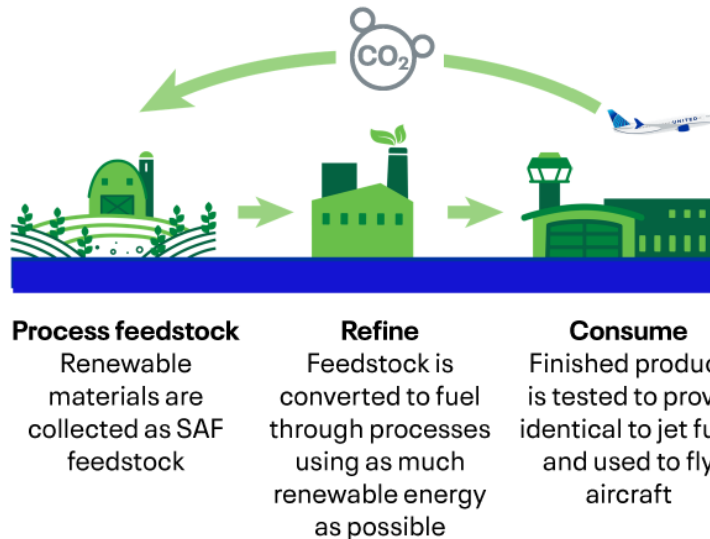 CO₂
UNITED
Process feedstock
Renewable
materials are
collected as SAF
feedstock
Refine
Feedstock is
converted to fuel
through processes
using as much
renewable energy
as possible
Consume
Finished produc
is tested to prov
identical to jet fu
and used to fly
aircraft